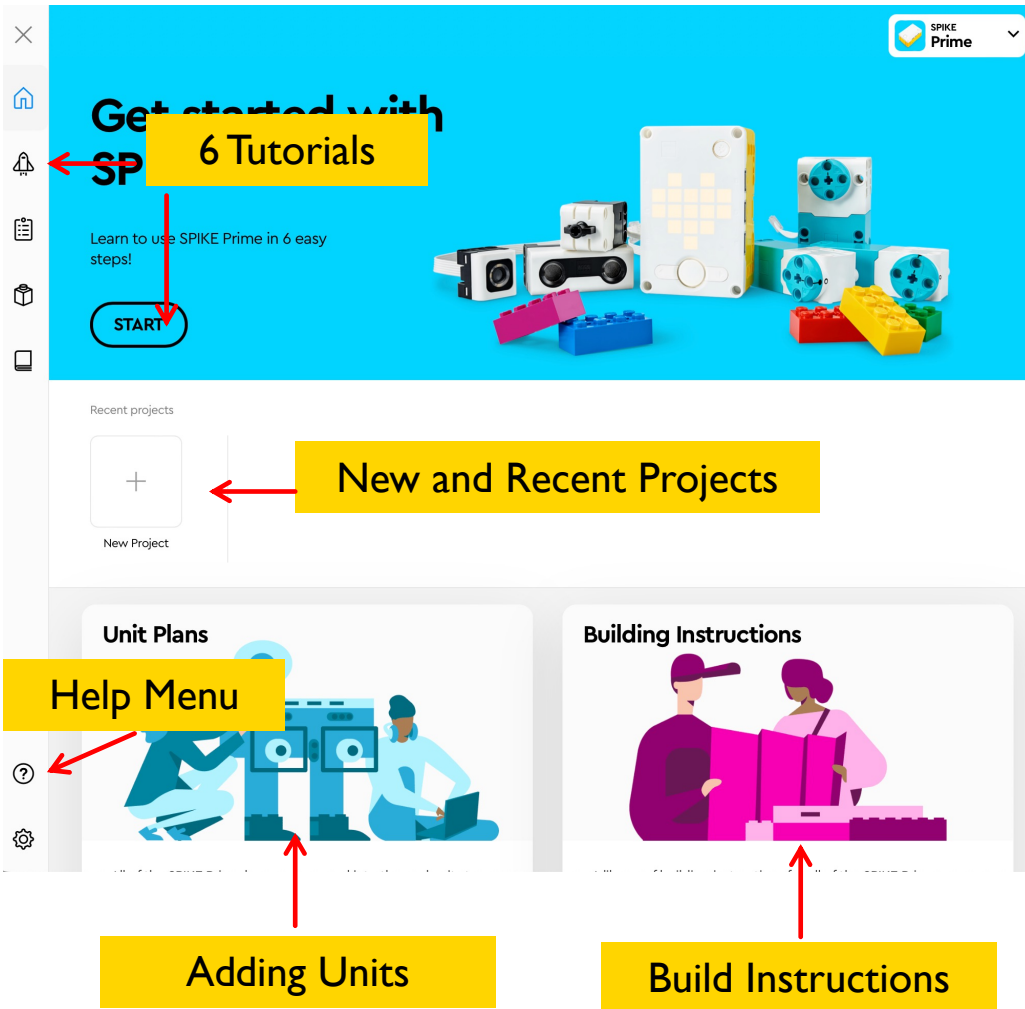 SPIKE
Prime
Get started with
SP
6 Tutorials
Learn to use SPIKE Prime in 6 easy
steps!
START
Recent projects
New and Recent Projects
New Project
Unit Plans
Building Instructions
Help Menu
Adding Units
Build Instructions